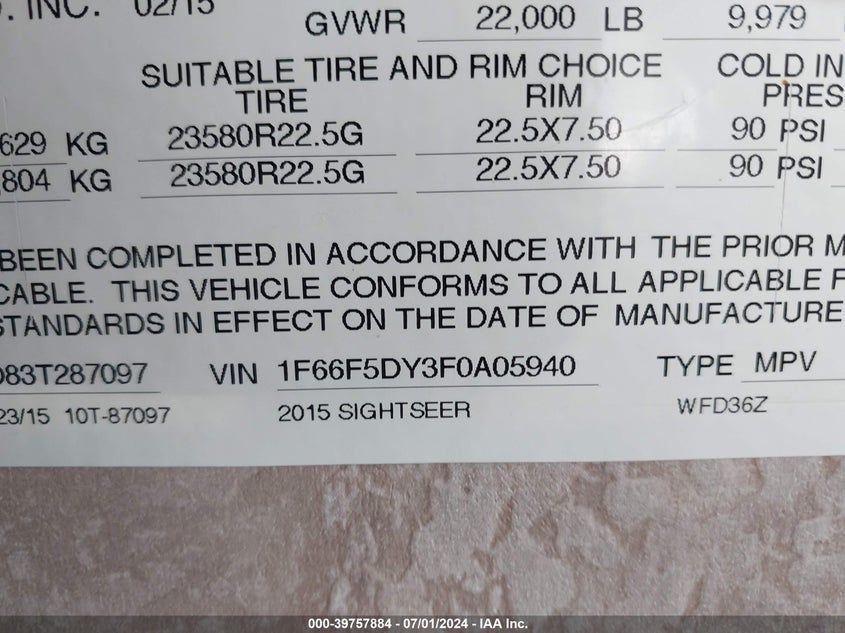 . INC. 02/15
GVWR 22,000 LB 9,979
SUITABLE TIRE AND RIM CHOICE COLD IN
TIRE RIM PRES
629 KG 23580R22.5G 22.5X7.50 90 PSI
,804 KG 23580R22.5G 22.5X7.50 90 PSI
BEEN COMPLETED IN ACCORDANCE WITH THE PRIOR M
CABLE. THIS VEHICLE CONFORMS TO ALL APPLICABLE F
STANDARDS IN EFFECT ON THE DATE OF MANUFACTURE
D83T287097 VIN 1F66F5DY3F0A05940 TYPE MPV
23/15 10T-87097 2015 SIGHTSEER WFD36Z
000-39757884 - 07/01/2024 - IAA Inc.